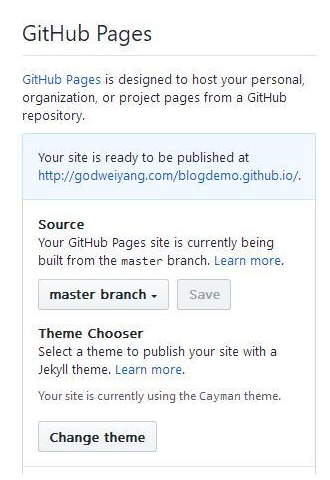 GitHub Pages
GitHub Pages is designed to host your personal,
organization, or project pages from a GitHub
repository.
Your site is ready to be published at
http://godweiyang.com/blogdemo.github.io/.
Source
Your GitHub Pages site is currently being
built from the master branch. Learn more.
master branch Save
Theme Chooser
Select a theme to publish your site with a
Jekyll theme. Learn more.
Your site is currently using the Cayman theme.
Change theme